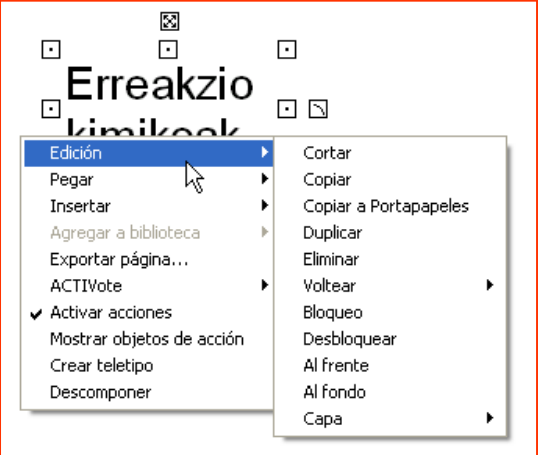 Erreakzio
kimikoak
Edición
Pegar
Insertar
Agregar a biblioteca
Exportar página...
ACTIVote
Activar acciones
Mostrar objetos de acción
Crear teletipo
Descomponer
Cortar
Copiar
Copiar a Portapapeles
Duplicar
Eliminar
Voltear
Bloqueo
Desbloquear
Al frente
Al fondo
Capa